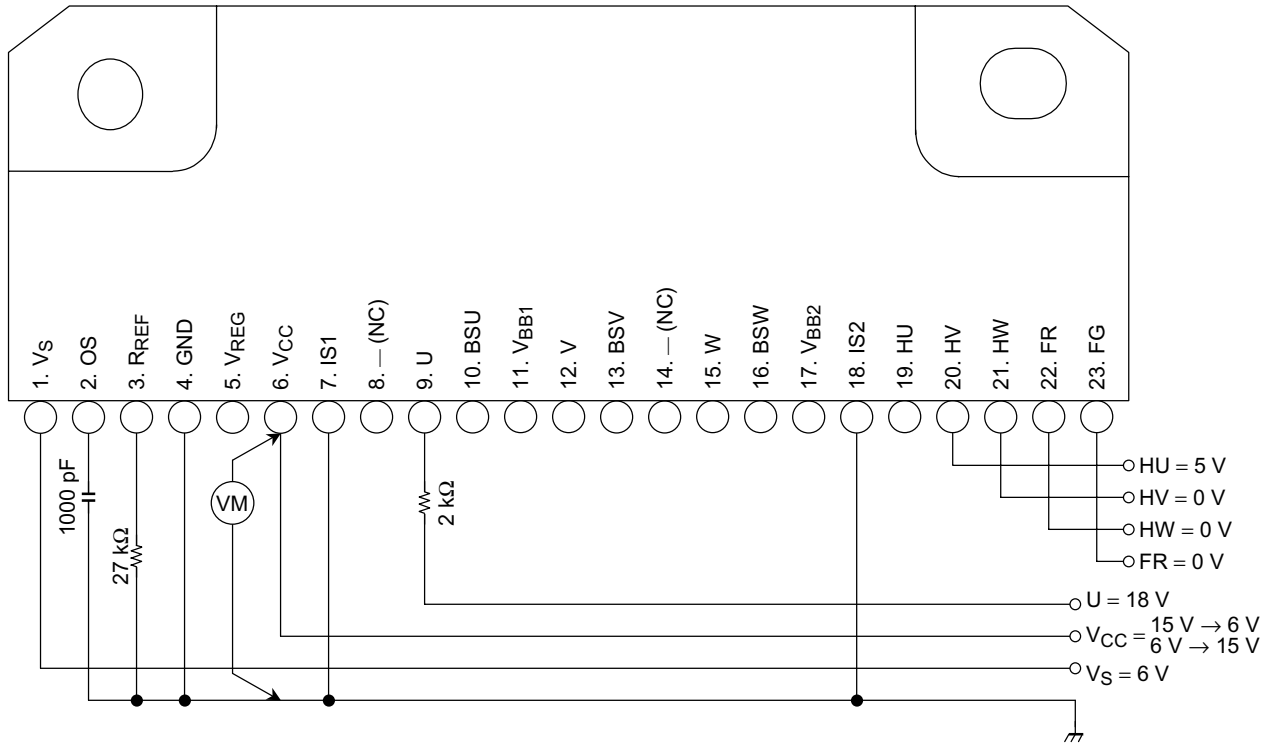 1. VS
2. OS
3. RREF
4. GND
5. VREG
6. VCC
7. IS1
8. — (NC)
9. U
10. BSU
11. VBB1
12. V
13. BSV
14. — (NC)
15. W
16. BSW
17. VBB2
18. IS2
19. HU
20. HV
21. HW
22. FR
23. FG
1000 pF
27 kΩ
VM
2 kΩ
HU = 5 V
HV = 0 V
HW = 0 V
FR = 0 V
U = 18 V
VCC = 15 V → 6 V
6 V → 15 V
VS = 6 V